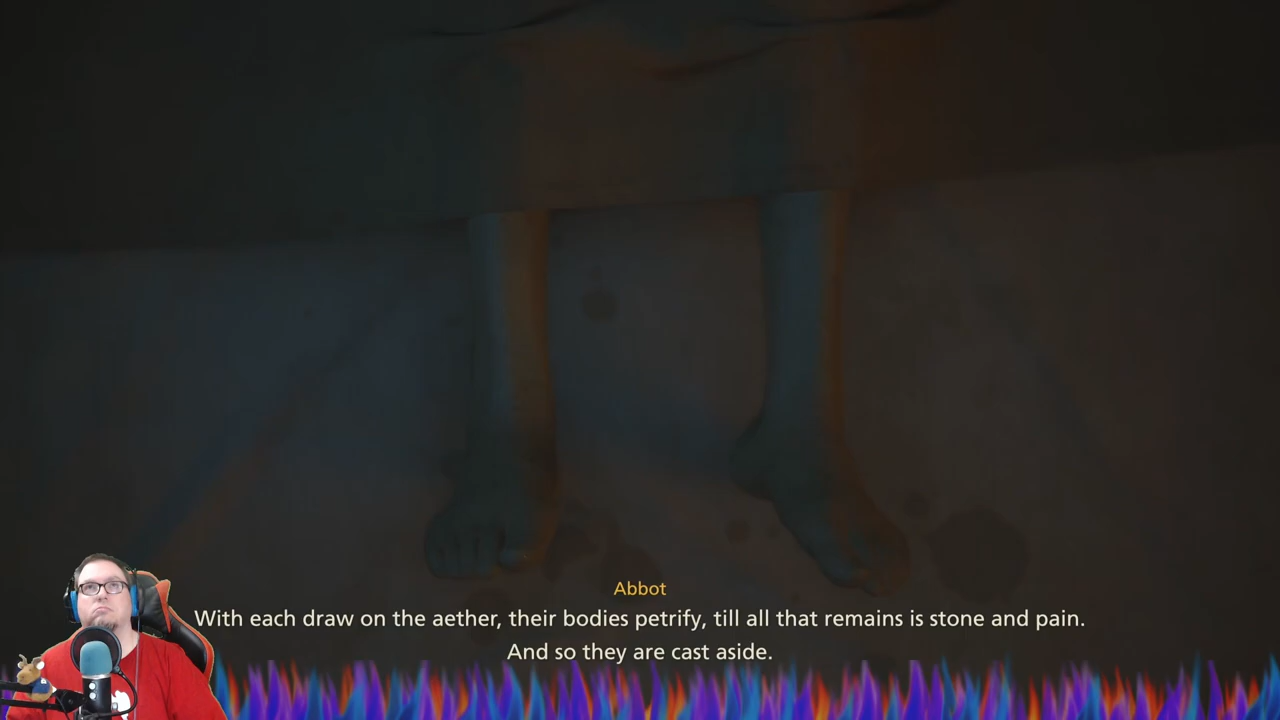 Abbot
With each draw on the aether, their bodies petrify, till all that remains is stone and pain.
And so they are cast aside.